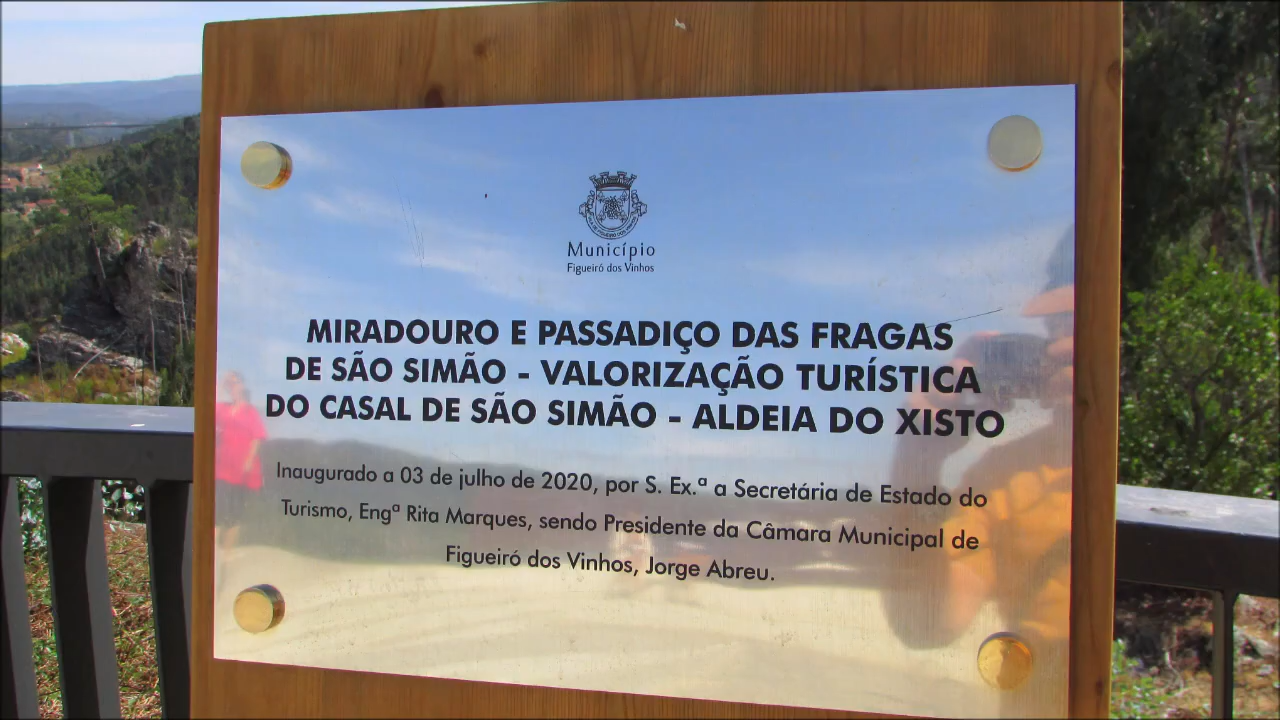 Município
Figueiró dos Vinhos
MIRADOURO E PASSADIÇO DAS FRAGAS
DE SÃO SIMÃO - VALORIZAÇÃO TURÍSTICA
DO CASAL DE SÃO SIMÃO - ALDEIA DO XISTO
Inaugurado a 03 de julho de 2020, por S. Ex.ª a Secretária de Estado do
Turismo, Engª Rita Marques, sendo Presidente da Câmara Municipal de
Figueiró dos Vinhos, Jorge Abreu.